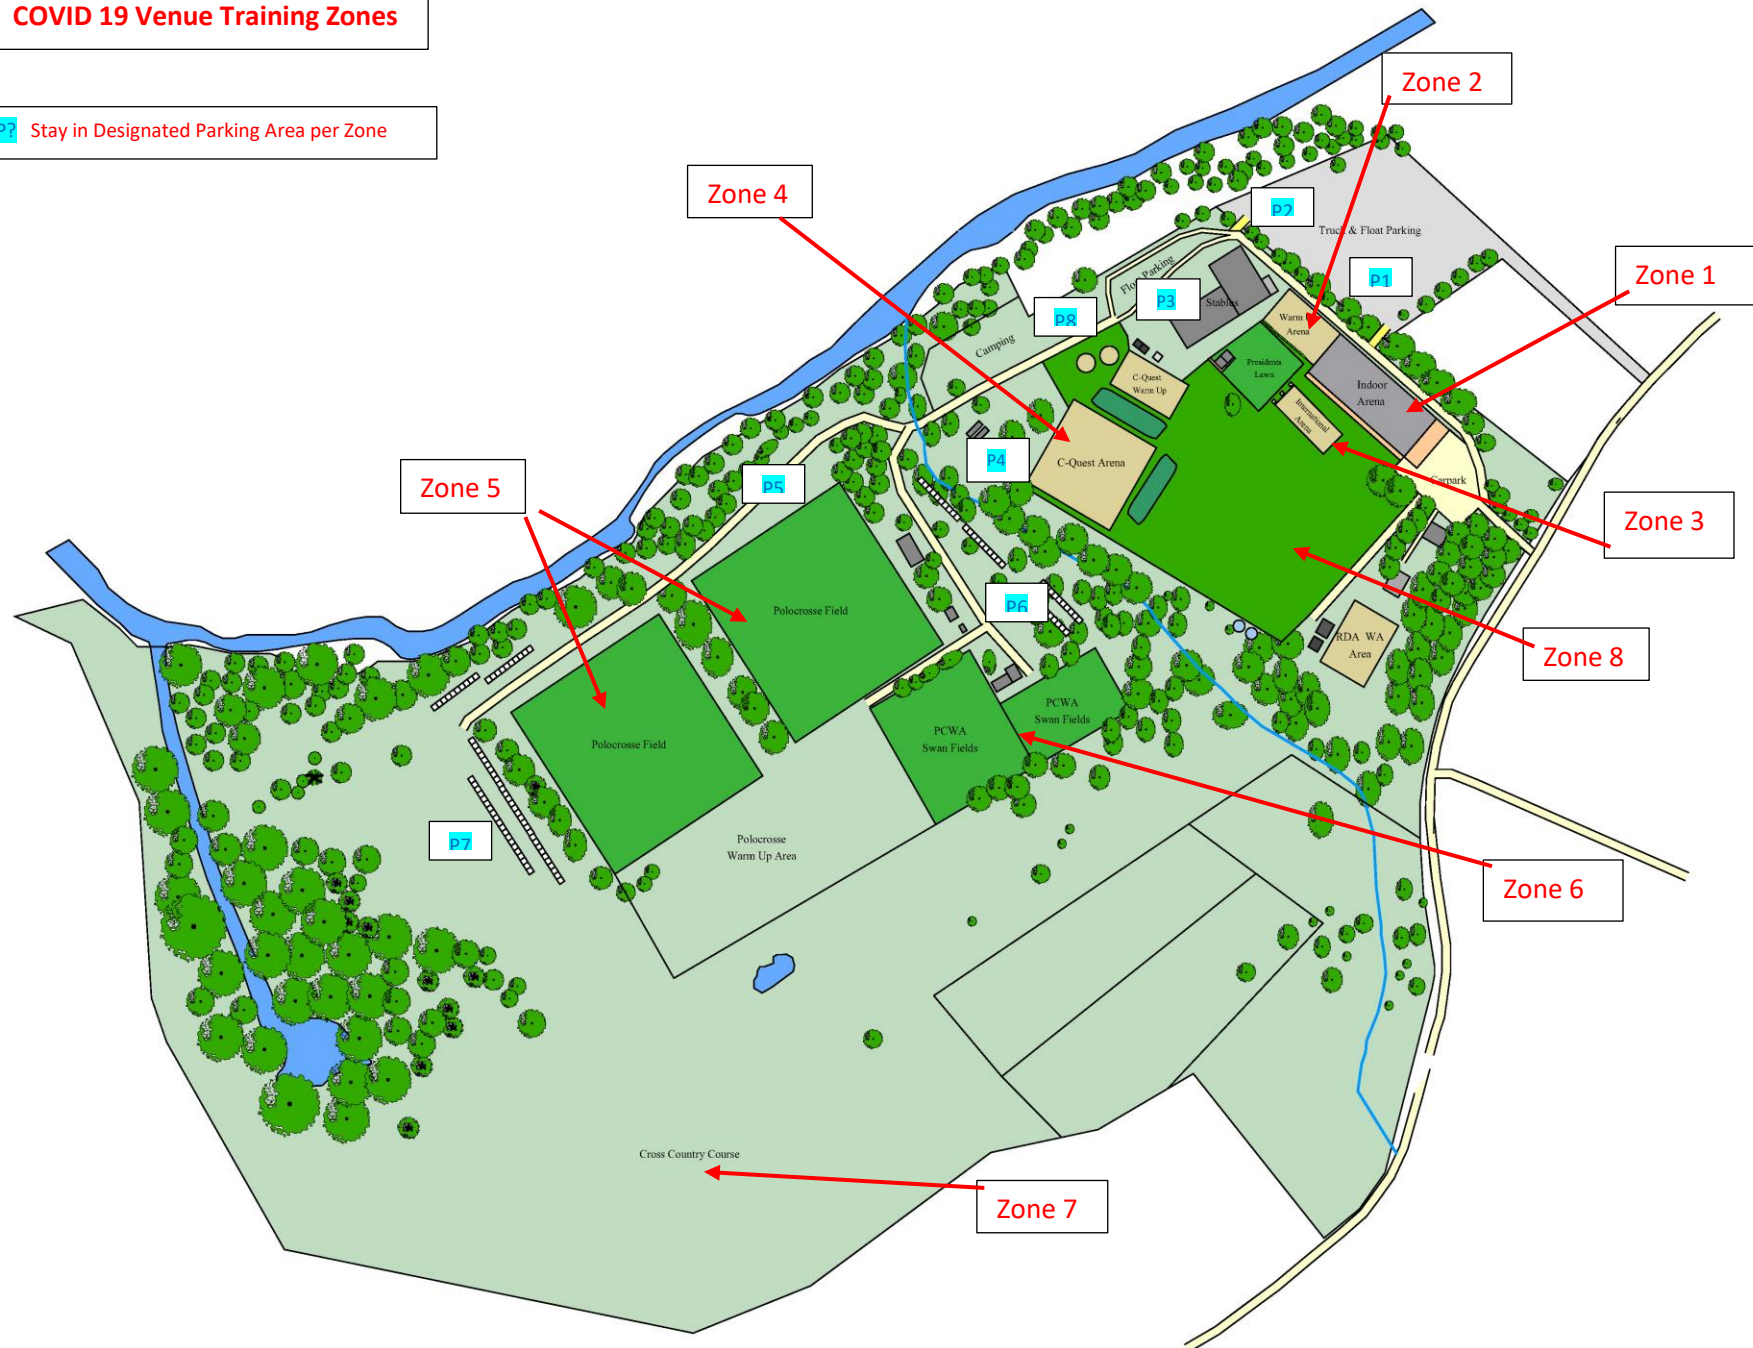 COVID 19 Venue Training Zones
P? Stay in Designated Parking Area per Zone
Zone 2
Zone 4
P2
Truck & Float Parking
Zone 1
P1
Float Parking
P3
Stables
P8
Warm
Arena
Camping
Presidents
Lawn
C-Quest
Warm Up
Indoor
Arena
International
Arena
C-Quest Arena
P4
Carpark
Zone 5
P5
Zone 3
Polocrosse Field
P6
RDA WA
Area
Zone 8
PCWA
Swan Fields
PCWA
Swan Fields
Polocrosse Field
P7
Polocrosse
Warm Up Area
Zone 6
Cross Country Course
Zone 7